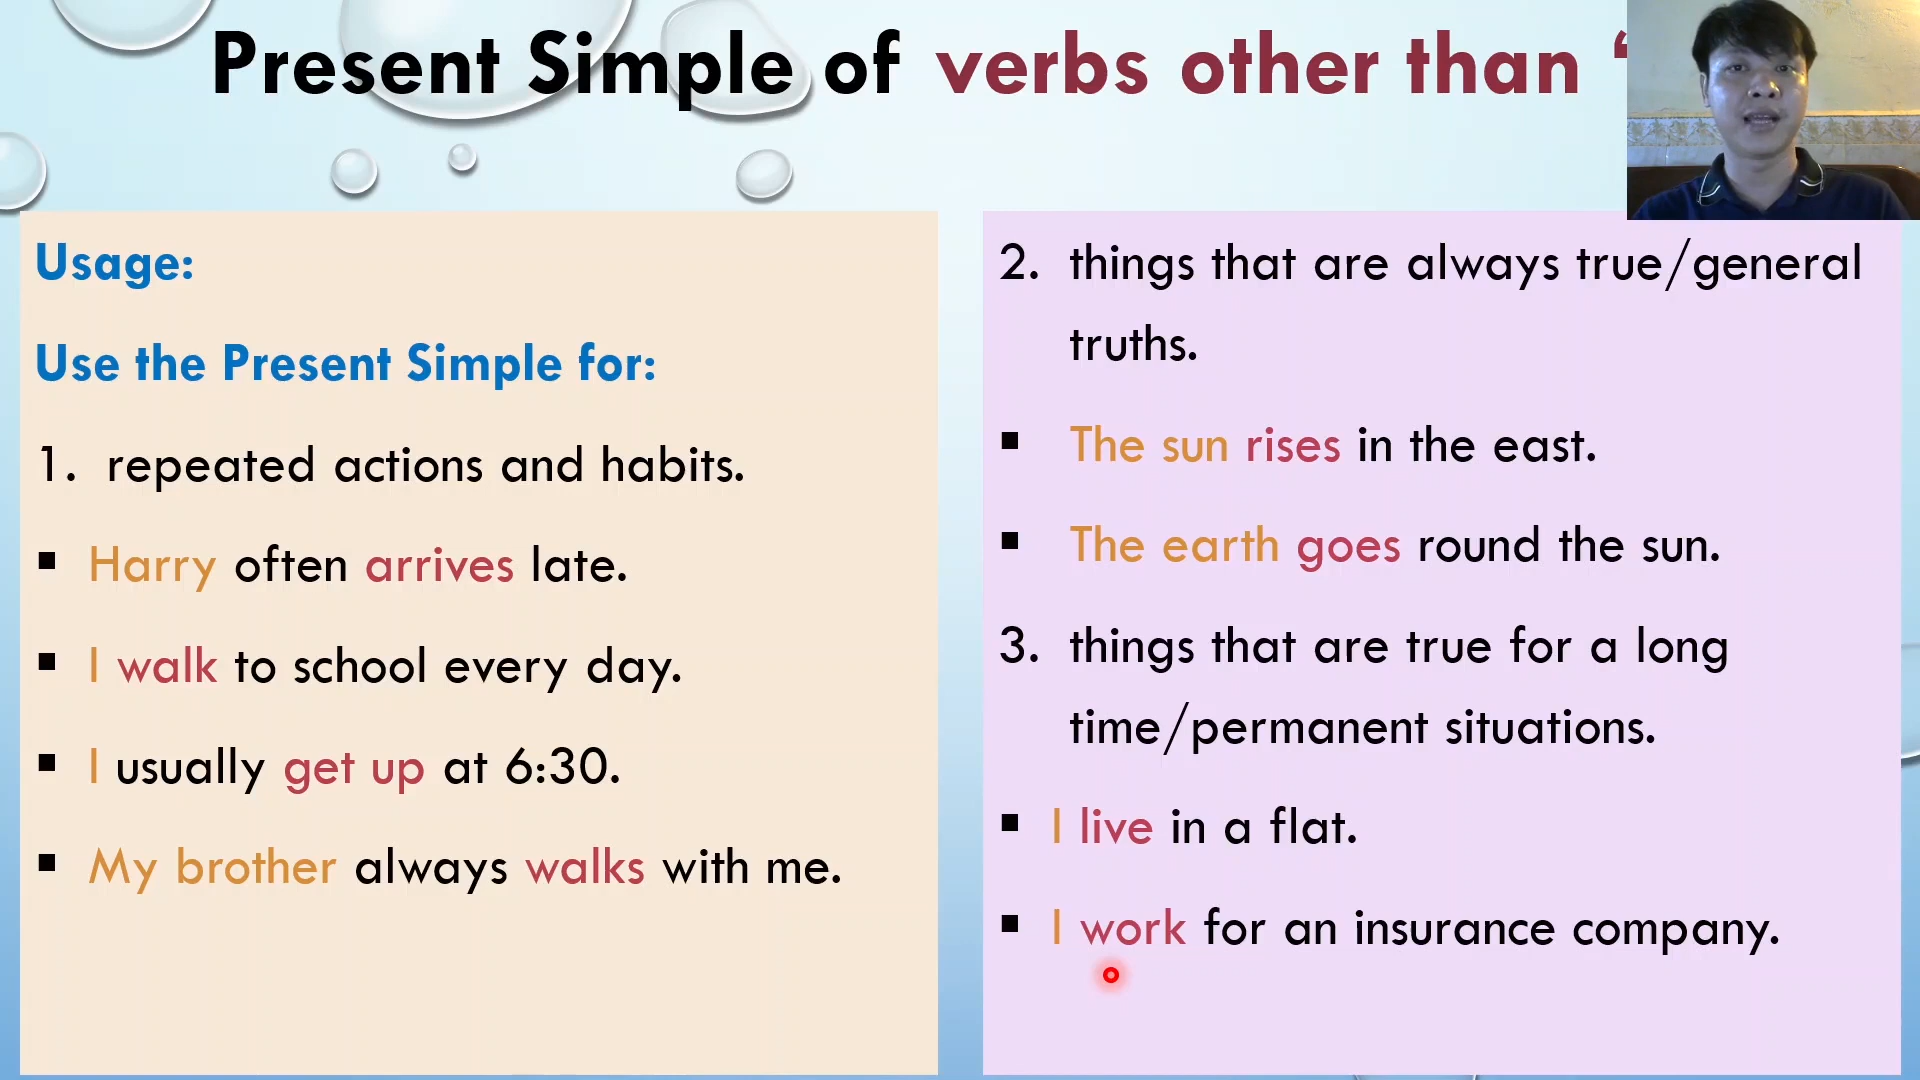 Present Simple of verbs other than ‘
Usage:
Use the Present Simple for:
1. repeated actions and habits.
▪ Harry often arrives late.
▪ I walk to school every day.
▪ I usually get up at 6:30.
▪ My brother always walks with me.
2. things that are always true/general
truths.
▪ The sun rises in the east.
▪ The earth goes round the sun.
3. things that are true for a long
time/permanent situations.
▪ I live in a flat.
▪ I work for an insurance company.